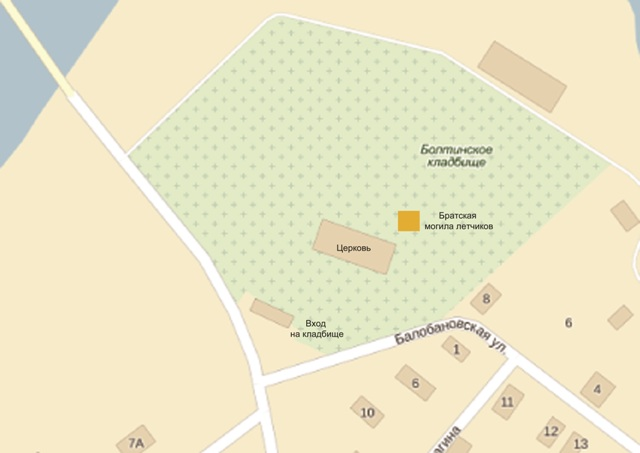 Болтинское
кладбище
Братская
могила летчиков
Церковь
Вход
на кладбище
Балобановская ул.
8
6
1
6
4
10
11
12
13
7А